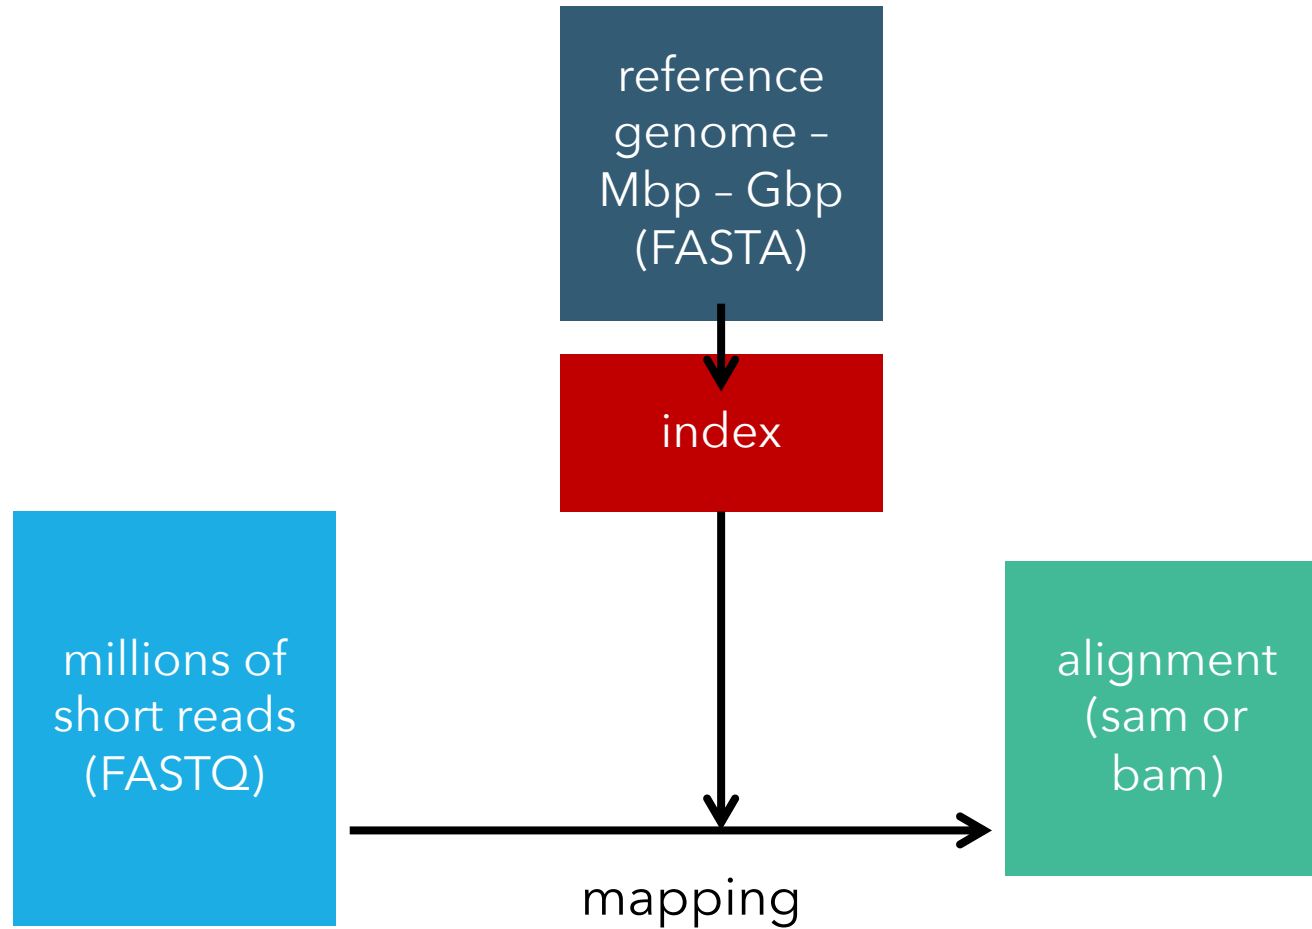 reference
genome –
Mbp – Gbp
(FASTA)
index
millions of
short reads
(FASTQ)
alignment
(sam or
bam)
mapping